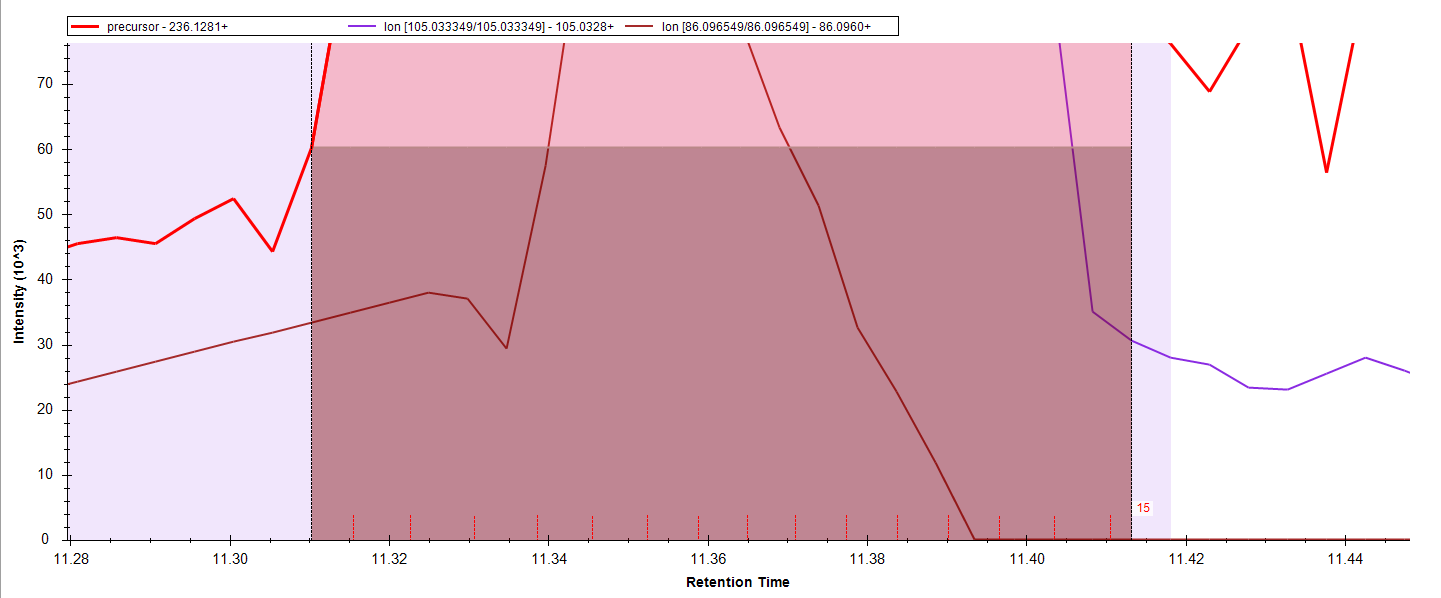 precursor - 236.1281+ Ion [105.033349/105.033349] - 105.0328+ Ion [86.096549/86.096549] - 86.0960+
Intensity (10^3)
70
60
50
40
30
20
10
0
15
11.28 11.30 11.32 11.34 11.36 11.38 11.40 11.42 11.44
Retention Time